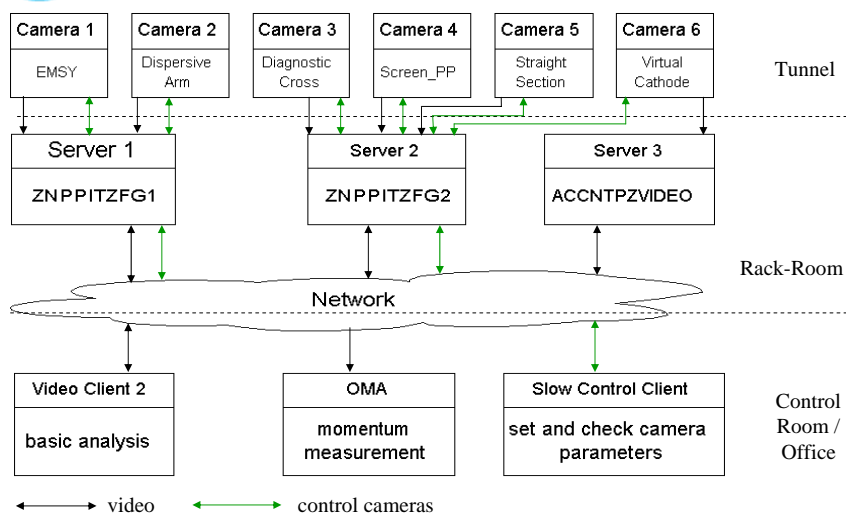 Camera 1
Camera 2
Camera 3
Camera 4
Camera 5
Camera 6
EMSY
Dispersive
Arm
Diagnostic
Cross
Screen_PP
Straight
Section
Virtual
Cathode
Tunnel
Server 1
Server 2
Server 3
ZNPPITZFG1
ZNPPITZFG2
ACCNTPZVIDEO
Rack-Room
Network
Video Client 2
OMA
Slow Control Client
basic analysis
momentum
measurement
set and check camera
parameters
Control
Room /
Office
video
control cameras